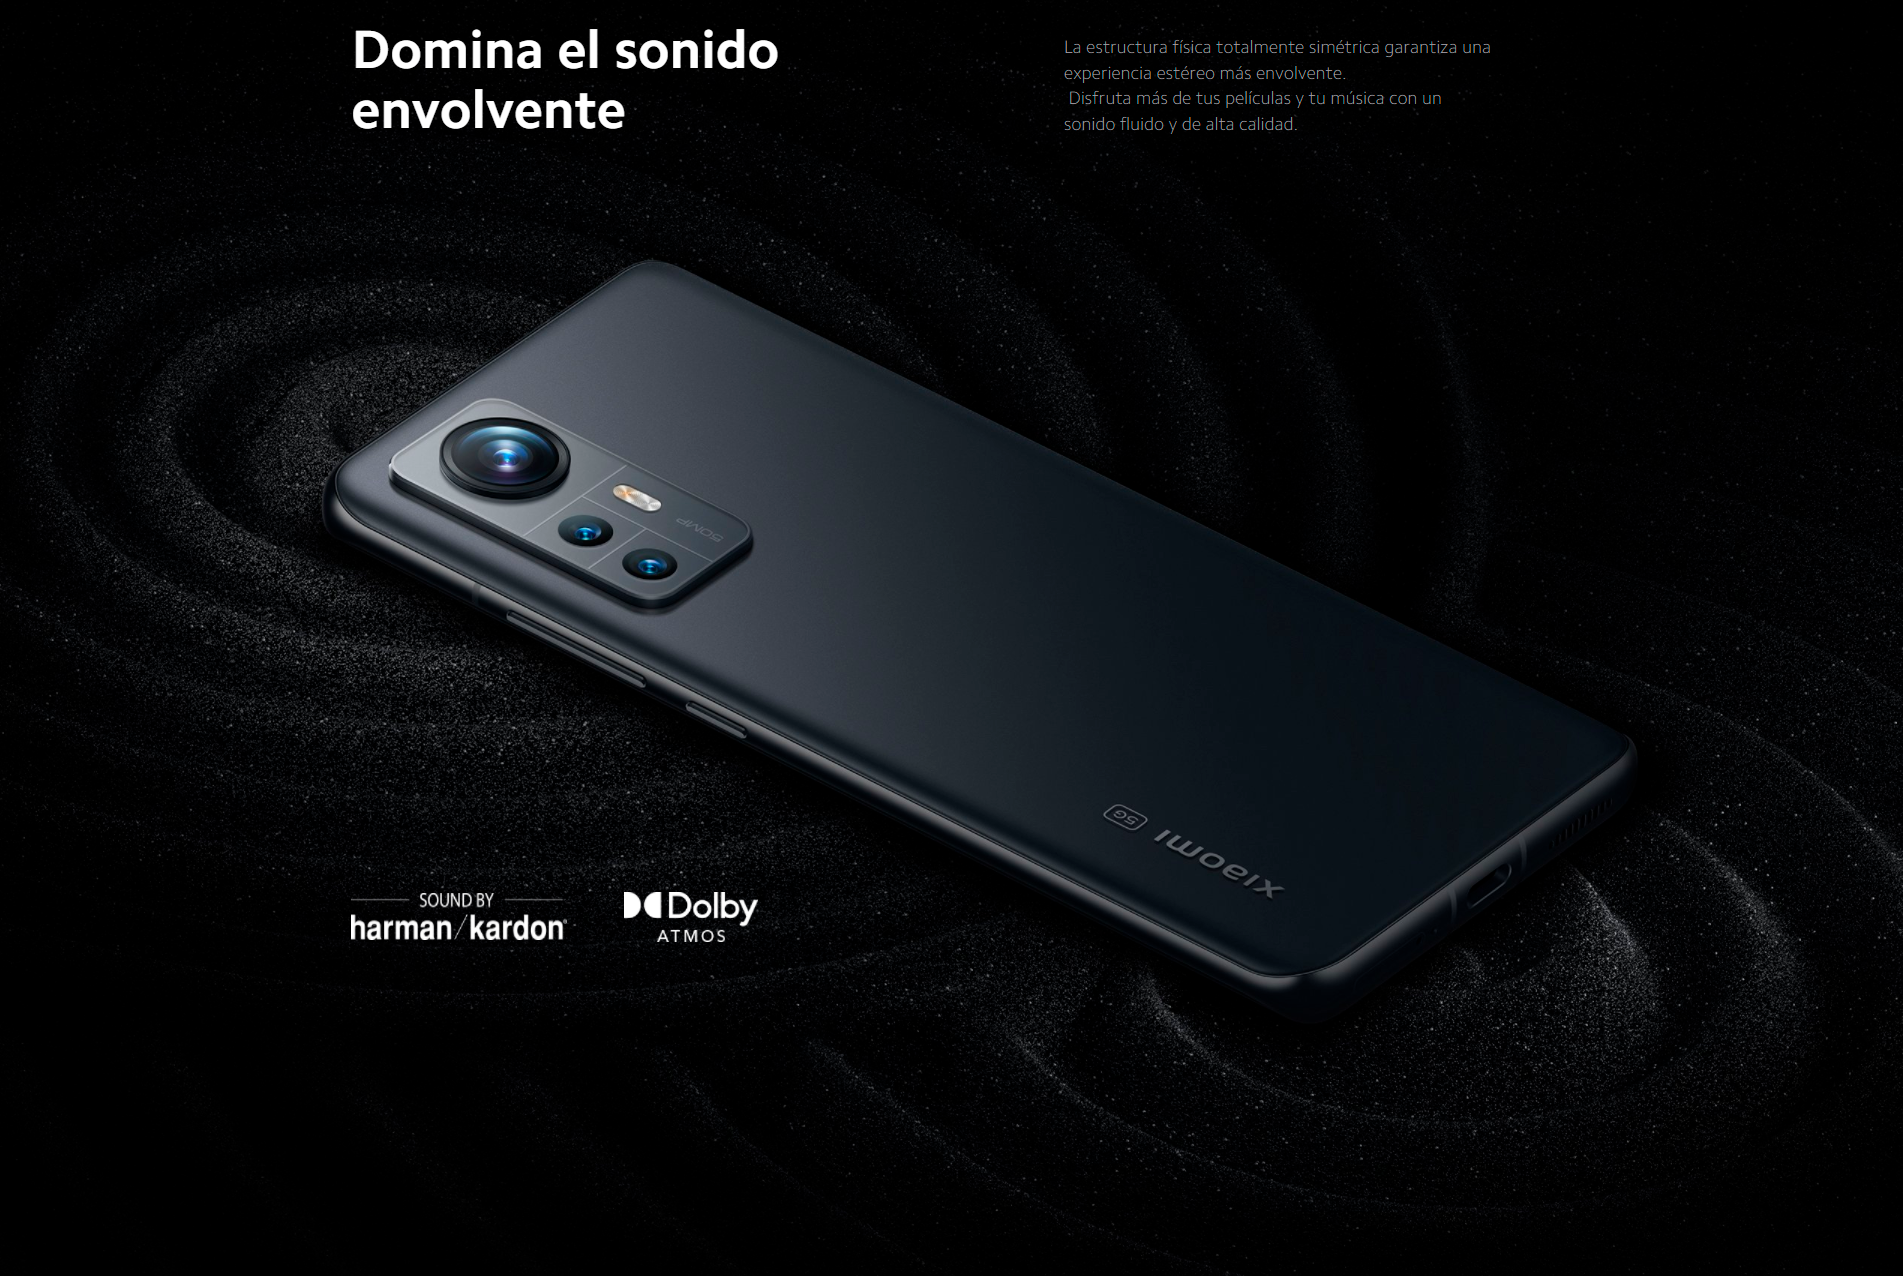 Domina el sonido
envolvente
La estructura física totalmente simétrica garantiza una
experiencia estéreo más envolvente.
Disfruta más de tus películas y tu música con un
sonido fluido y de alta calidad.
50MP
xiaomi 5G
SOUND BY
harman/kardon®
Dolby
ATMOS